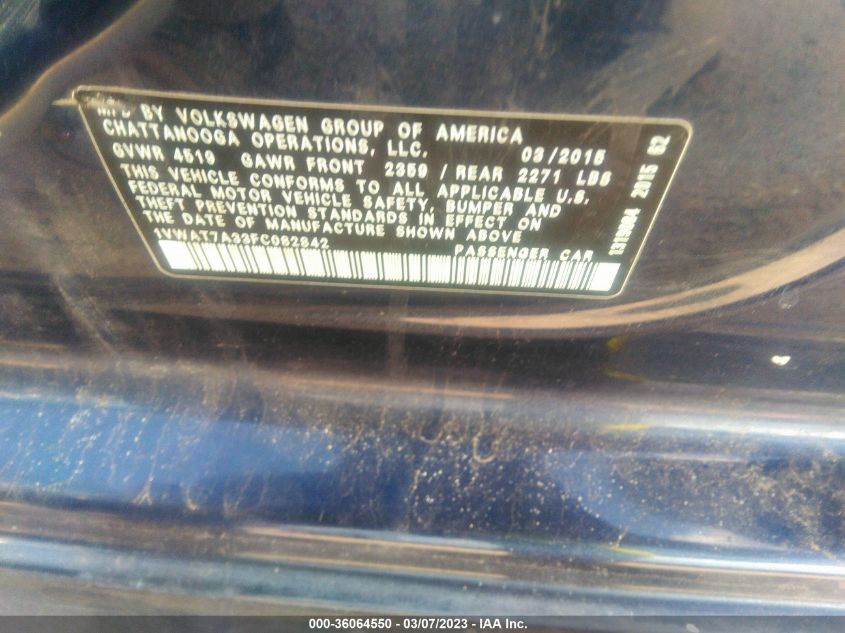 MFD BY VOLKSWAGEN GROUP OF AMERICA
CHATTANOOGA OPERATIONS, LLC. 03/2015
GVWR 4519 GAWR FRONT 2359 / REAR 2271 LBS
THIS VEHICLE CONFORMS TO ALL APPLICABLE U.S.
FEDERAL MOTOR VEHICLE SAFETY, BUMPER AND
THEFT PREVENTION STANDARDS IN EFFECT ON
THE DATE OF MANUFACTURE SHOWN ABOVE
1VWAT7A33FC082842 PASSENGER CAR
2015
000-36064550 - 03/07/2023 - IAA Inc.